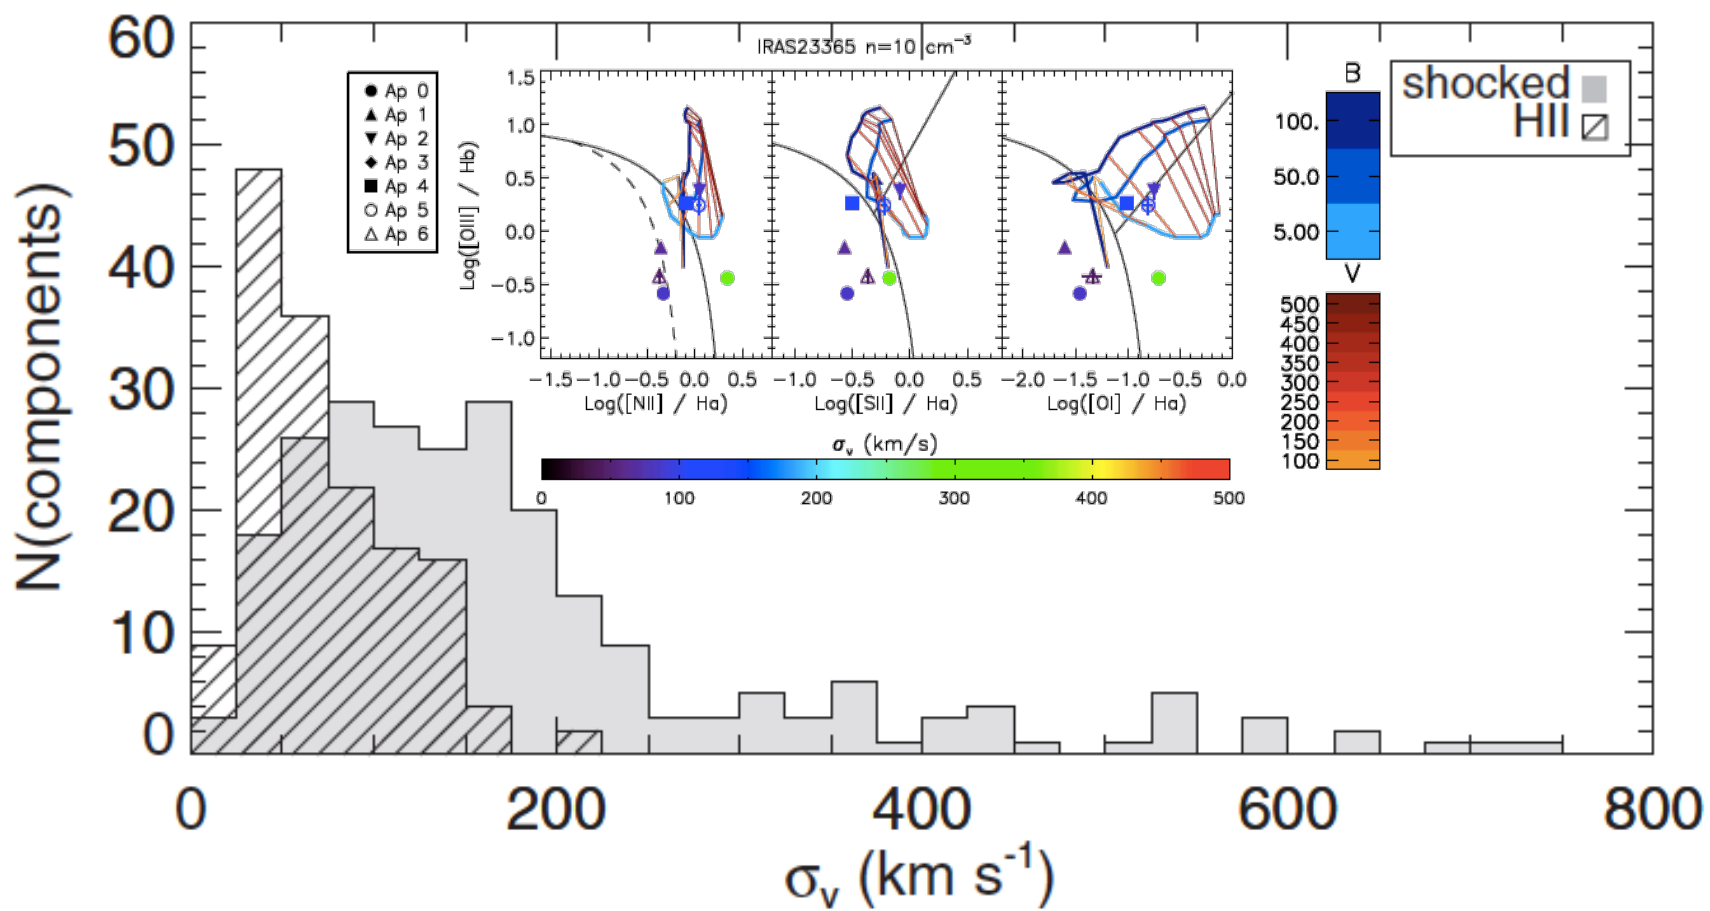 60
50
40
30
20
10
0
N(components)
0 200 400 600 800
σv (km s-1)
shocked
HII
IRAS23365 n=10 cm−3
Ap 0
Ap 1
Ap 2
Ap 3
Ap 4
Ap 5
Ap 6
Log([OIII] / Hb)
1.5
1.0
0.5
0.0
−0.5
−1.0
−1.5 −1.0 −0.5 0.0 0.5
Log([NII] / Ha)
−1.0 −0.5 0.0 0.5
Log([SII] / Ha)
−2.0 −1.5 −1.0 −0.5 0.0
Log([OI] / Ha)
σv (km/s)
0 100 200 300 400 500
B
100.
50.0
5.00
V
500
450
400
350
300
250
200
150
100